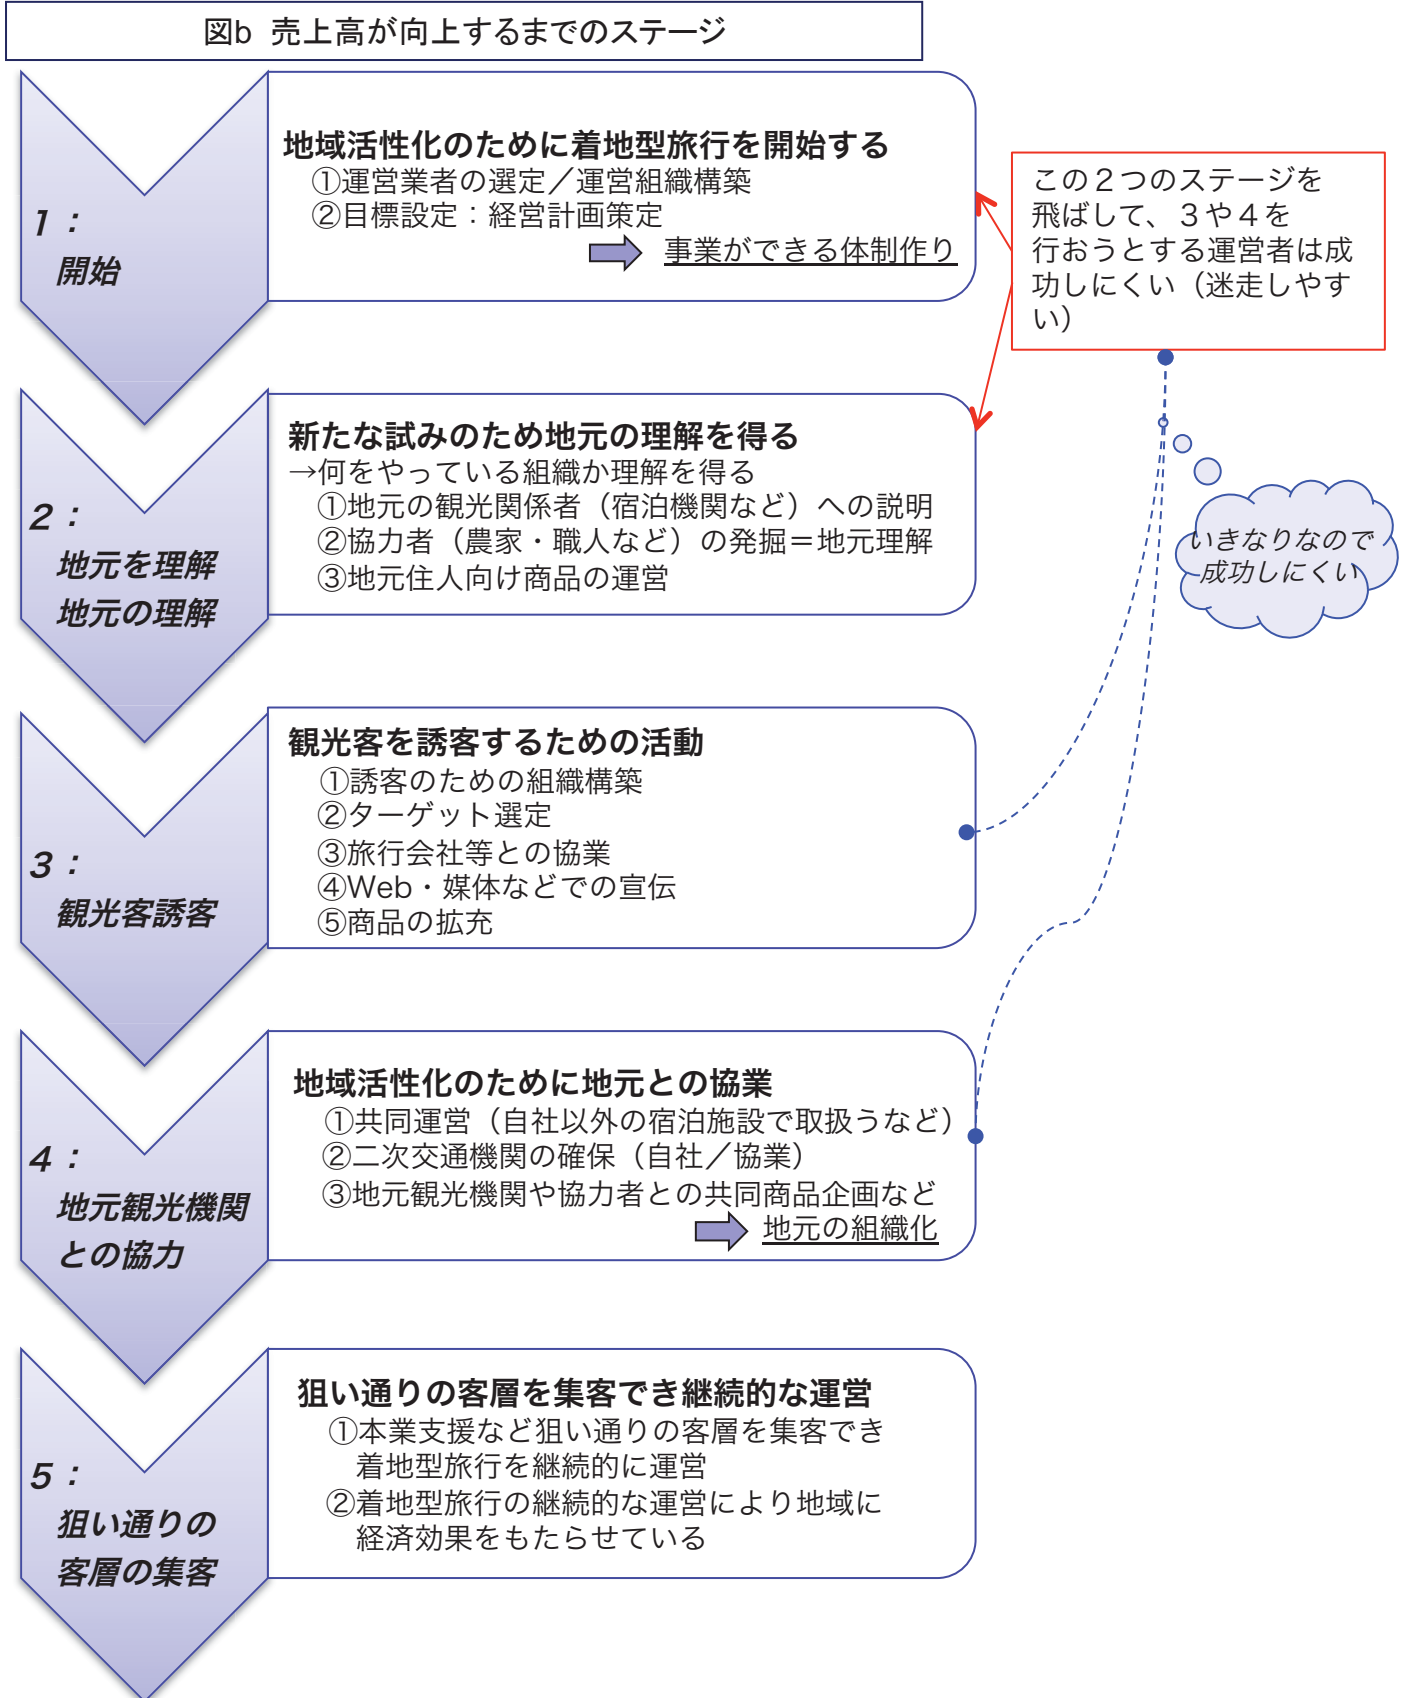 図b 売上高が向上するまでのステージ
1：
開始
地域活性化のために着地型旅行を開始する
①運営業者の選定／運営組織構築
②目標設定：経営計画策定
事業ができる体制作り
この２つのステージを
飛ばして、３や４を
行おうとする運営者は成
功しにくい（迷走しやす
い）
2：
地元を理解
地元の理解
新たな試みのため地元の理解を得る
→何をやっている組織か理解を得る
①地元の観光関係者（宿泊機関など）への説明
②協力者（農家・職人など）の発掘＝地元理解
③地元住人向け商品の運営
いきなりなので
成功しにくい
3：
観光客誘客
観光客を誘客するための活動
①誘客のための組織構築
②ターゲット選定
③旅行会社等との協業
④Web・媒体などでの宣伝
⑤商品の拡充
4：
地元観光機関
との協力
地域活性化のために地元との協業
①共同運営（自社以外の宿泊施設で取扱うなど）
②二次交通機関の確保（自社／協業）
③地元観光機関や協力者との共同商品企画など
地元の組織化
5：
狙い通りの
客層の集客
狙い通りの客層を集客でき継続的な運営
①本業支援など狙い通りの客層を集客でき
着地型旅行を継続的に運営
②着地型旅行の継続的な運営により地域に
経済効果をもたらせている